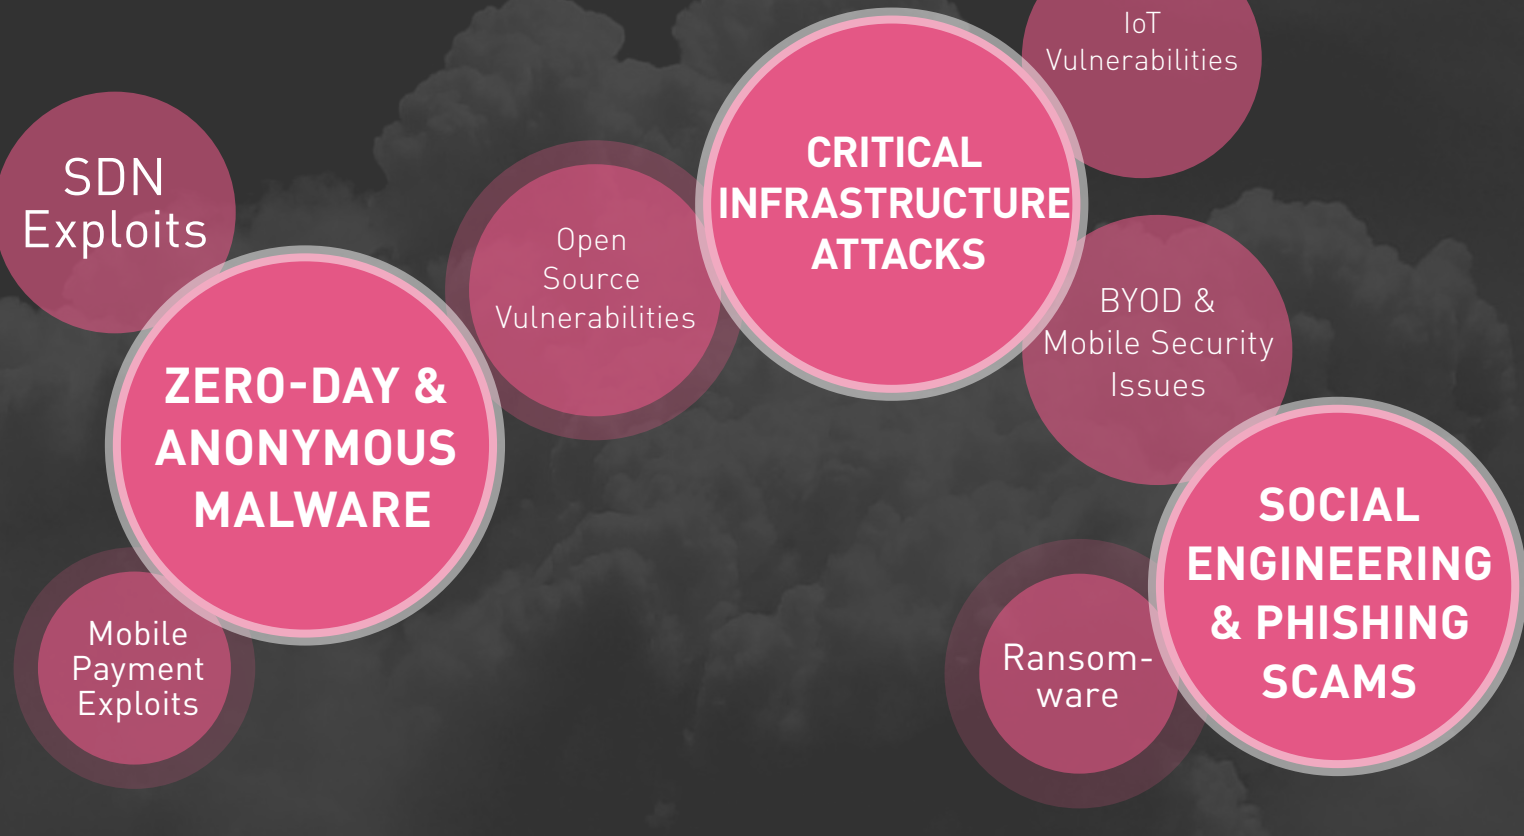 IoT
Vulnerabilities
SDN
Exploits
CRITICAL
INFRASTRUCTURE
ATTACKS
Open
Source
Vulnerabilities
BYOD &
Mobile Security
Issues
ZERO-DAY &
ANONYMOUS
MALWARE
SOCIAL
ENGINEERING
& PHISHING
SCAMS
Mobile
Payment
Exploits
Ransom-
ware